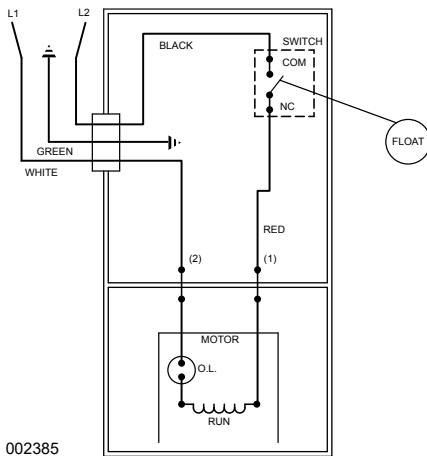 L1
L2
BLACK
SWITCH
COM
NC
FLOAT
GREEN
WHITE
RED
(2)
(1)
MOTOR
O.L.
RUN
002385